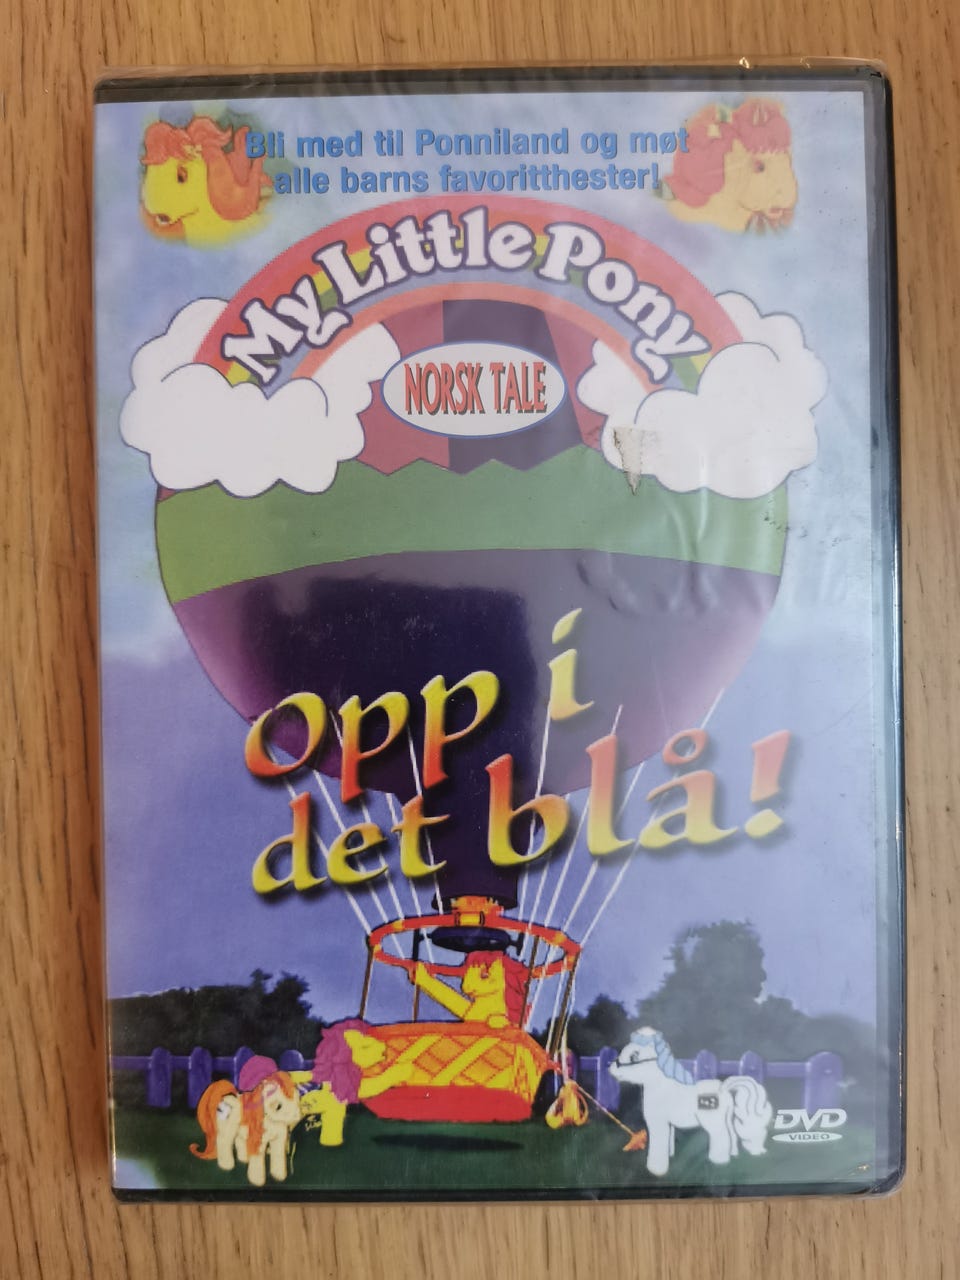 Bli med til Ponniland og møt
alle barns favoritthester!
My Little Pony
NORSK TALE
Opp i
det blå!
DVD
VIDEO